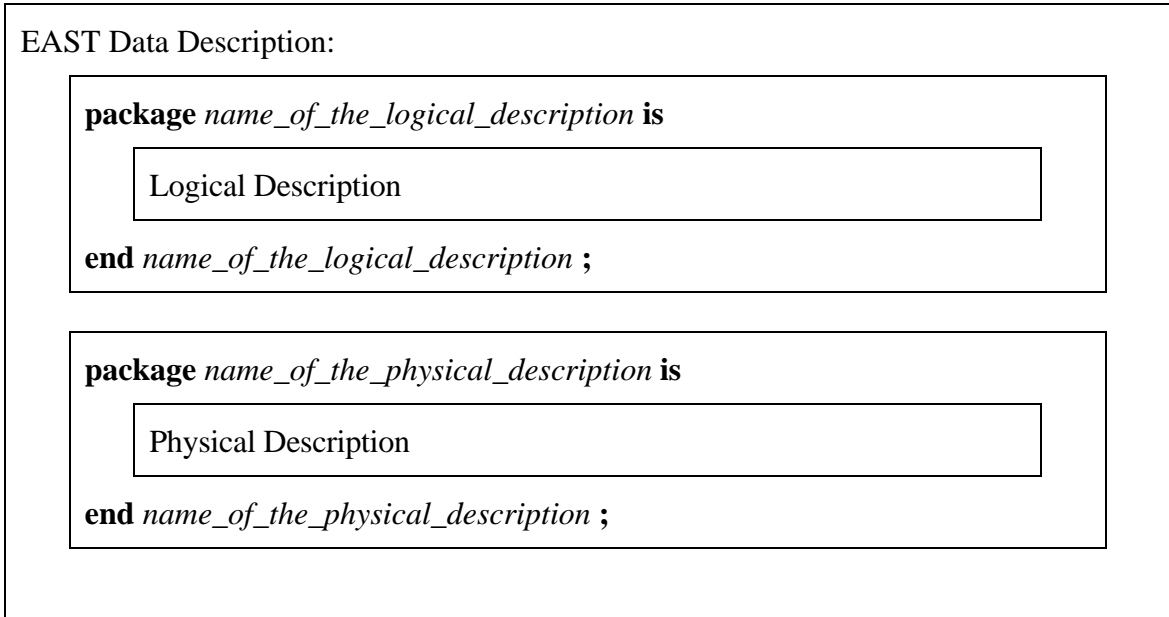 EAST Data Description:
package name_of_the_logical_description is
Logical Description
end name_of_the_logical_description ;
package name_of_the_physical_description is
Physical Description
end name_of_the_physical_description ;